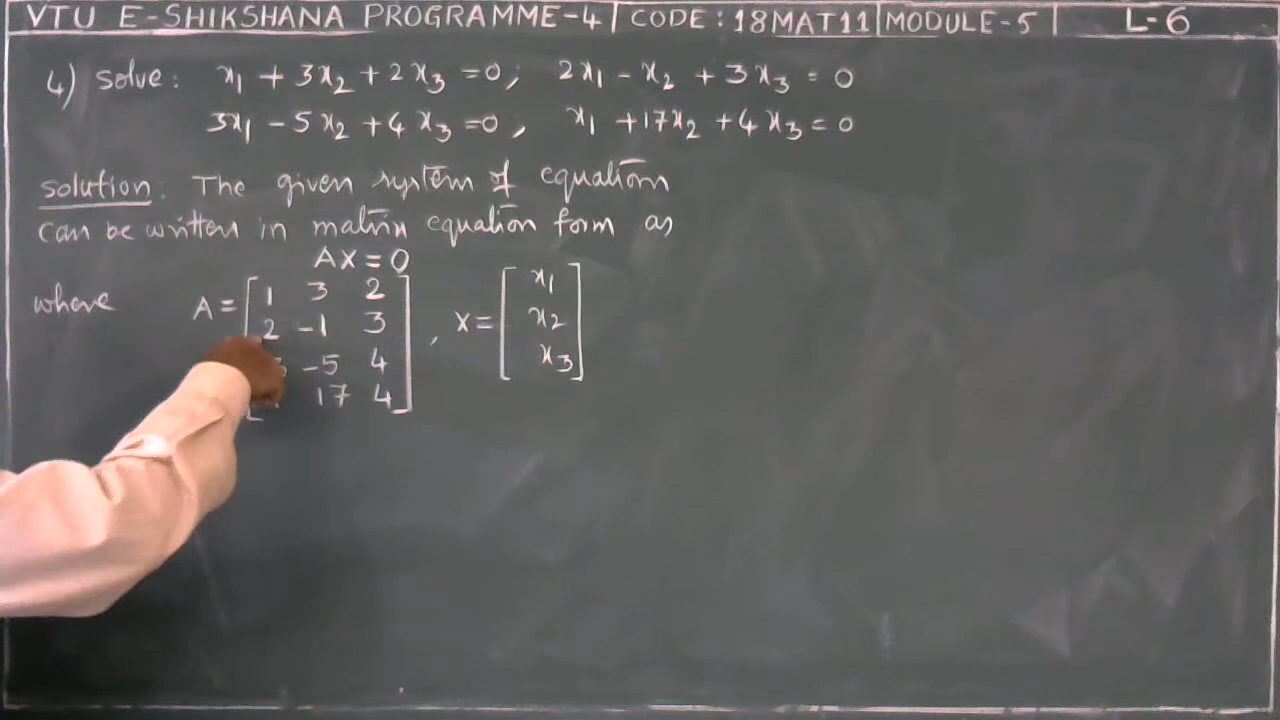 VTU E-SHIKSHANA PROGRAMME-4 | CODE: 18MAT11 | MODULE-5 | L-6
4) solve: x1 + 3x2 + 2x3 = 0; 2x1 - x2 + 3x3 = 0
3x1 - 5x2 + 4x3 = 0, x1 + 17x2 + 4x3 = 0
solution: The given system of equations
can be written in matrix equation form as
AX = 0
where A = [1 3 2
2 -1 3 , X = [x1 x2 x3]
-5 4
17 4]